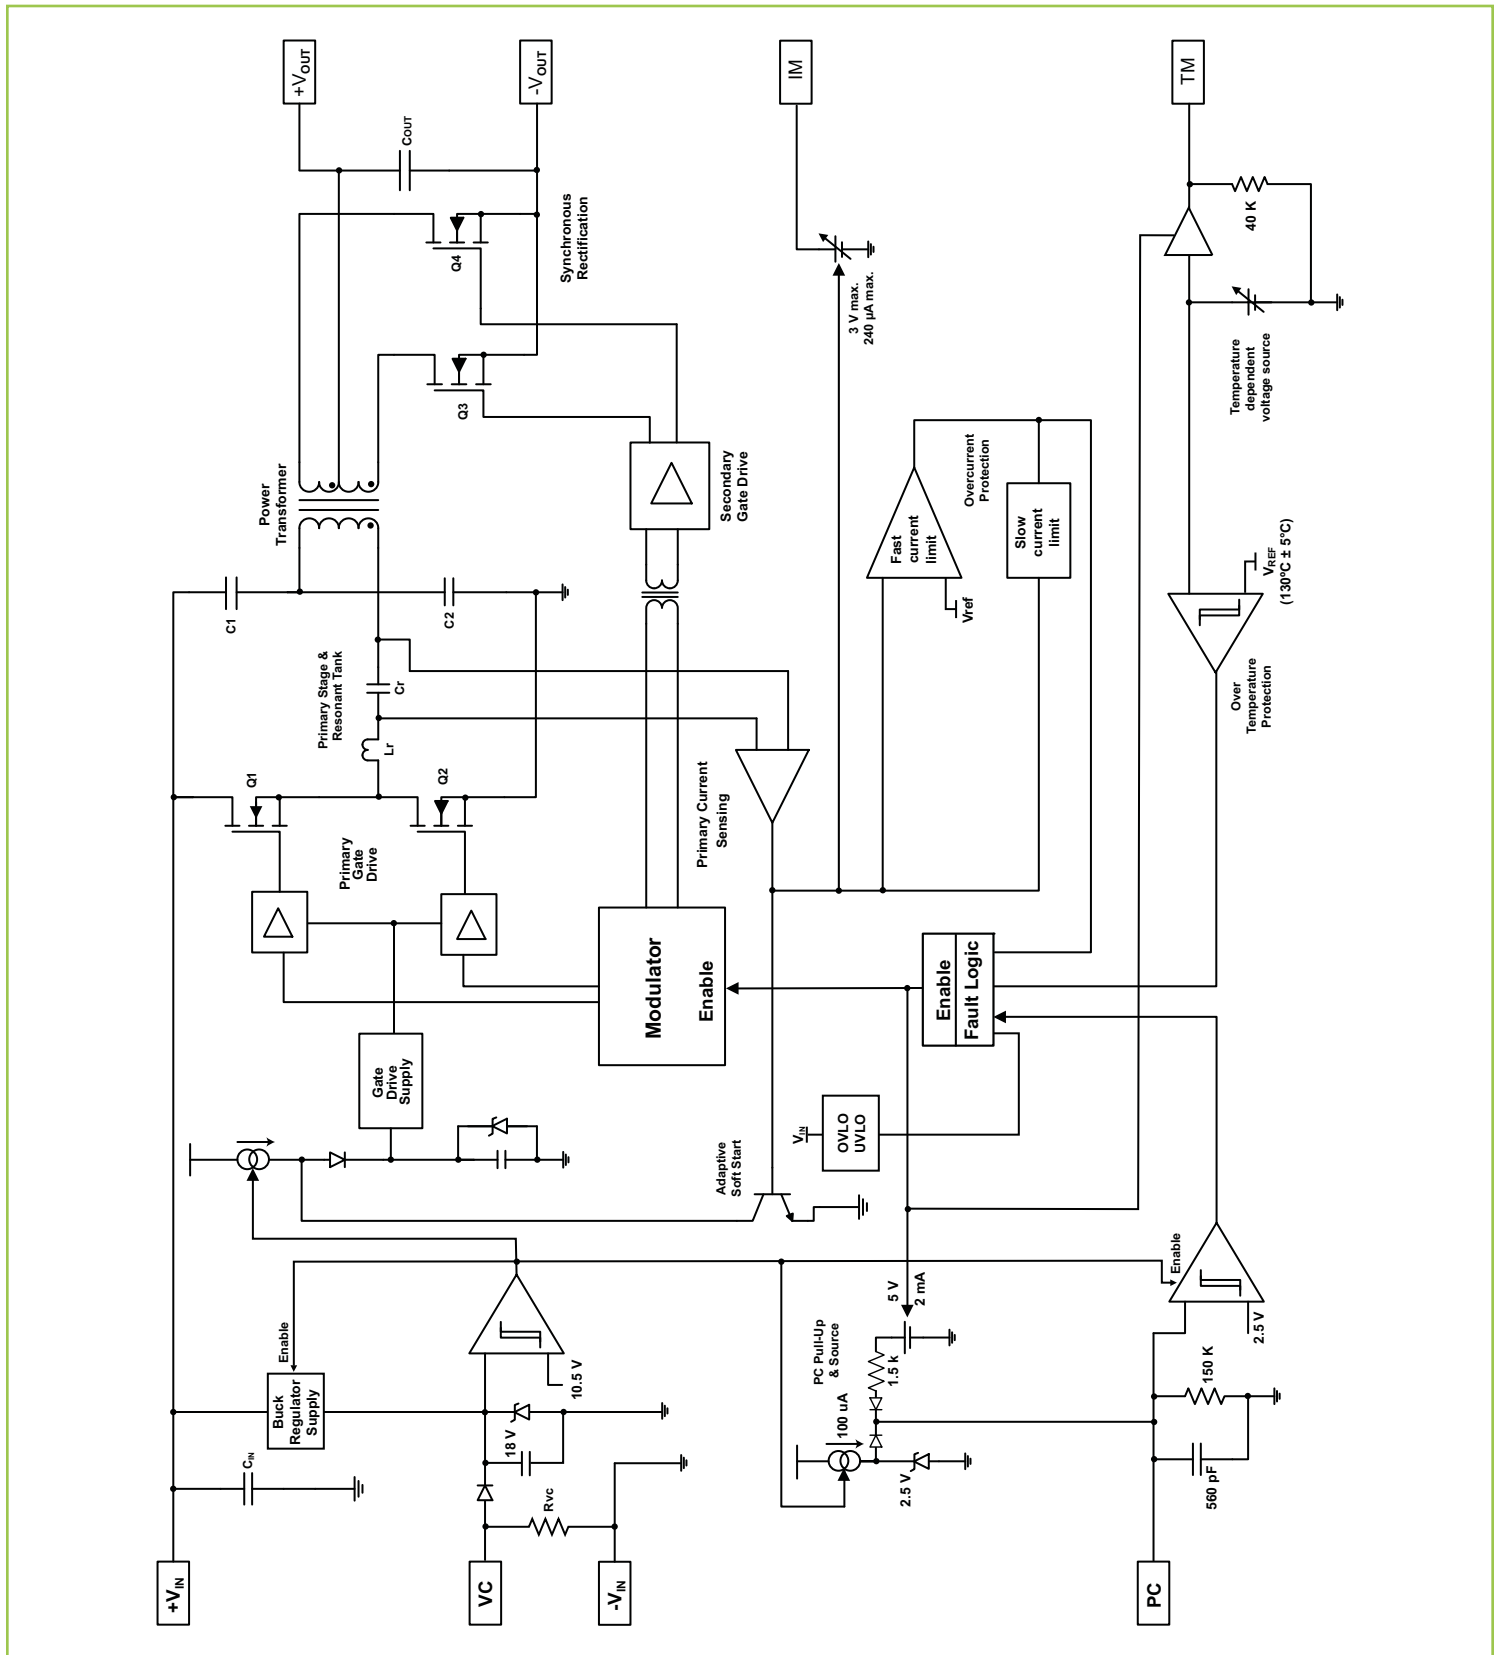 +VOUT
-VOUT
IM
TM
COUT
Synchronous
Rectification
Q4
Q3
Power
Transformer
Secondary
Gate Drive
3 V max.
240 µA max.
40 K
Temperature
dependent
voltage source
C1
C2
Primary Stage &
Resonant Tank
Cr
Lr
Q1
Q2
Primary
Gate
Drive
Primary Current
Sensing
Fast
current
limit
Vref
Overcurrent
Protection
Slow
current
limit
VREF
(130ºC ± 5ºC)
Over
Temperature
Protection
Modulator
Enable
Enable
Fault Logic
Gate
Drive
Supply
Adaptive
Soft Start
VIN
OVLO
UVLO
Enable
Buck
Regulator
Supply
10.5 V
18 V
CIN
Rvc
PC Pull-Up
& Source
5 V
2 mA
1.5 k
100 uA
2.5 V
Enable
2.5 V
150 K
560 pF
+VIN
VC
-VIN
PC